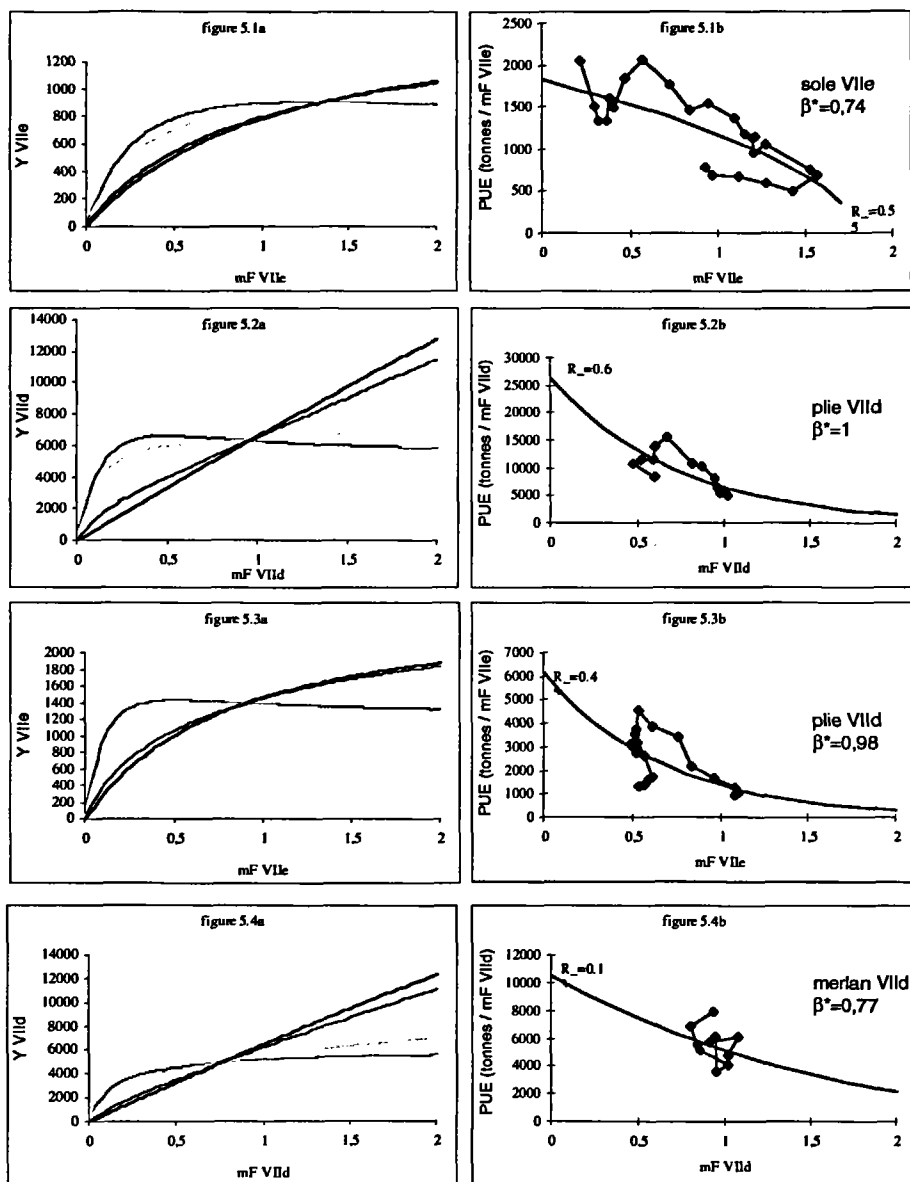 figure 5.1a
Y VIIe
1200
1000
800
600
400
200
0
0
0,5
1
1,5
2
mF VIIe
figure 5.1b
PUE (tonnes / mF VIIe)
2500
2000
1500
1000
500
0
0
0,5
1
1,5
2
mF VIIe
sole VIIe
β*=0,74
R_=0.5
5
figure 5.2a
Y VIId
14000
12000
10000
8000
6000
4000
2000
0
0
0,5
1
1,5
2
mF VIId
figure 5.2b
PUE (tonnes / mF VIId)
30000
25000
20000
15000
10000
5000
0
0
0,5
1
1,5
2
mF VIId
R_=0.6
plie VIId
β*=1
figure 5.3a
Y VIIe
2000
1800
1600
1400
1200
1000
800
600
400
200
0
0
0,5
1
1,5
2
mF VIIe
figure 5.3b
PUE (tonnes / mF VIIe)
7000
6000
5000
4000
3000
2000
1000
0
0
0,5
1
1,5
2
mF VIIe
R_=0.4
plie VIId
β*=0,98
figure 5.4a
Y VIId
14000
12000
10000
8000
6000
4000
2000
0
0
0,5
1
1,5
2
mF VIId
figure 5.4b
PUE (tonnes / mF VIId)
12000
10000
8000
6000
4000
2000
0
0
0,5
1
1,5
2
mF VIId
R_=0.1
merlan VIId
β*=0,77